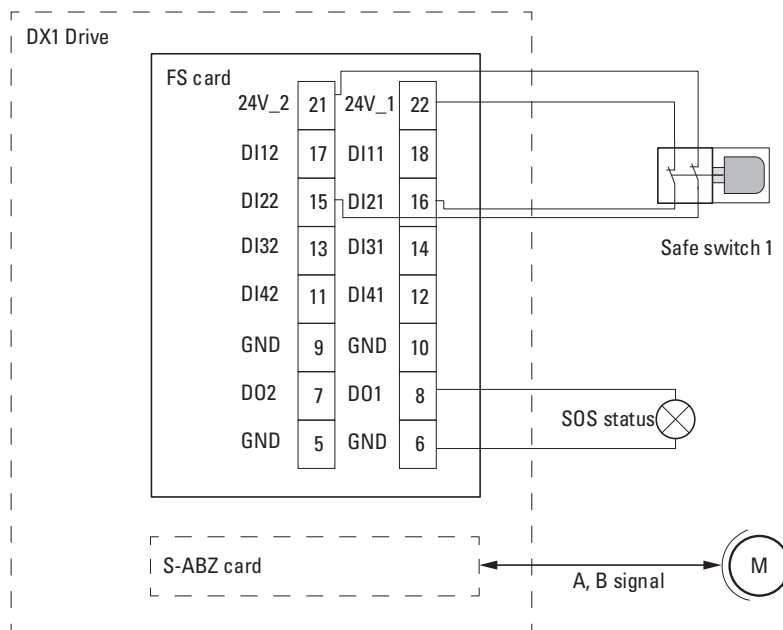 DX1 Drive
FS card
24V_2 21 24V_1 22
DI12 17 DI11 18
DI22 15 DI21 16
DI32 13 DI31 14
DI42 11 DI41 12
GND 9 GND 10
DO2 7 DO1 8
GND 5 GND 6
Safe switch 1
SOS status
S-ABZ card
A, B signal
M